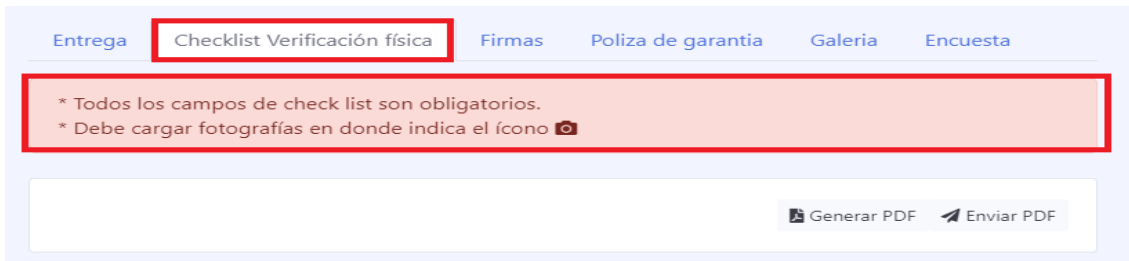 Entrega Checklist Verificación física Firmas Poliza de garantia Galeria Encuesta
* Todos los campos de check list son obligatorios.
* Debe cargar fotografías en donde indica el ícono
Generar PDF Enviar PDF